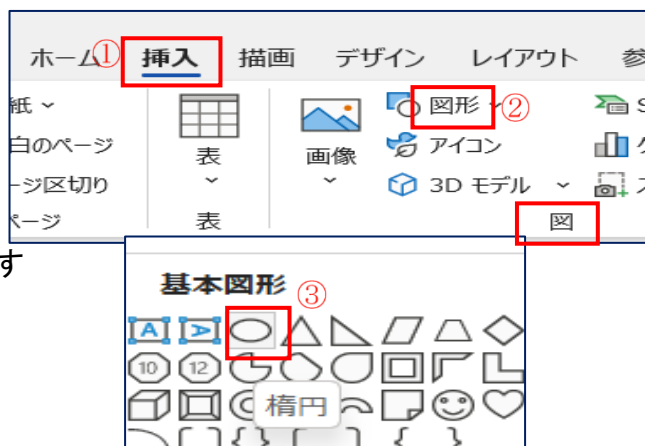 ホーム① 挿入 描画 デザイン レイアウト 参
紙 図形 ② S
白のページ 表 画像 アイコン
ージ区切り 3D モデル
ページ 表 図
す
基本図形 ③
A A
10 12
楕円